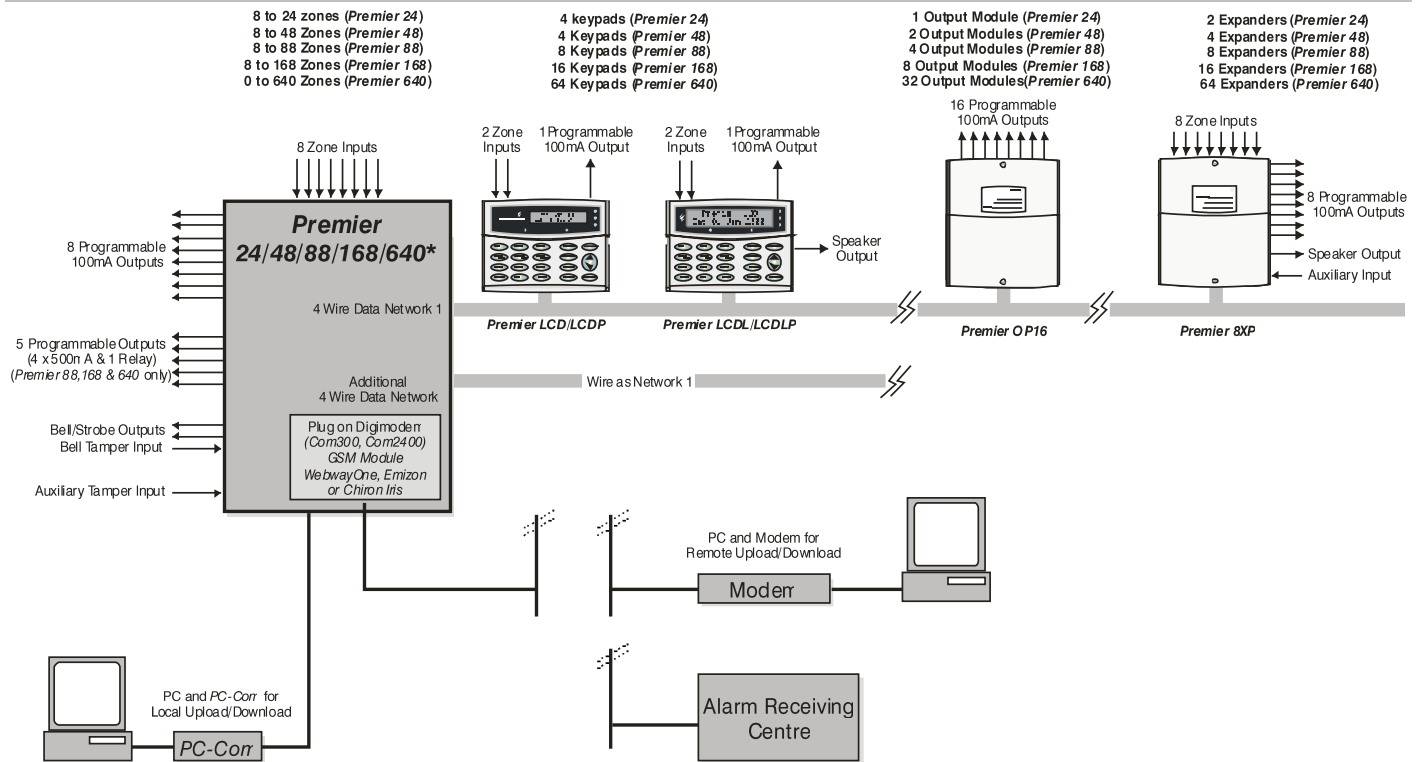 8 to 24 zones (Premier 24)
8 to 48 Zones (Premier 48)
8 to 88 Zones (Premier 88)
8 to 168 Zones (Premier 168)
0 to 640 Zones (Premier 640)
4 keypads (Premier 24)
4 Keypads (Premier 48)
8 Keypads (Premier 88)
16 Keypads (Premier 168)
64 Keypads (Premier 640)
1 Output Module (Premier 24)
2 Output Modules (Premier 48)
4 Output Modules (Premier 88)
8 Output Modules (Premier 168)
32 Output Modules(Premier 640)
2 Expanders (Premier 24)
4 Expanders (Premier 48)
8 Expanders (Premier 88)
16 Expanders (Premier 168)
64 Expanders (Premier 640)
8 Zone Inputs
2 Zone
Inputs
1 Programmable
100mA Output
2 Zone
Inputs
1 Programmable
100mA Output
16 Programmable
100mA Outputs
8 Zone Inputs
Premier
24/48/88/168/640*
8 Programmable
100mA Outputs
Speaker
Output
8 Programmable
100mA Outputs
Speaker Output
Auxiliary Input
4 Wire Data Network 1
Premier LCD/LCDP
Premier LCDL/LCDLP
Premier OP16
Premier 8XP
5 Programmable Outputs
(4 x 500m A & 1 Relay)
(Premier 88,168 & 640 only)
Additional
4 Wire Data Network
Wire as Network 1
Bell/Strobe Outputs
Bell Tamper Input
Auxiliary Tamper Input
Plug on Digimodem
(Com300, Com2400)
GSM Module
WebwayOne, Emizon
or Chiron Iris
PC and Modem for
Remote Upload/Download
Modem
PC and PC-Com for
Local Upload/Download
PC-Com
Alarm Receiving
Centre